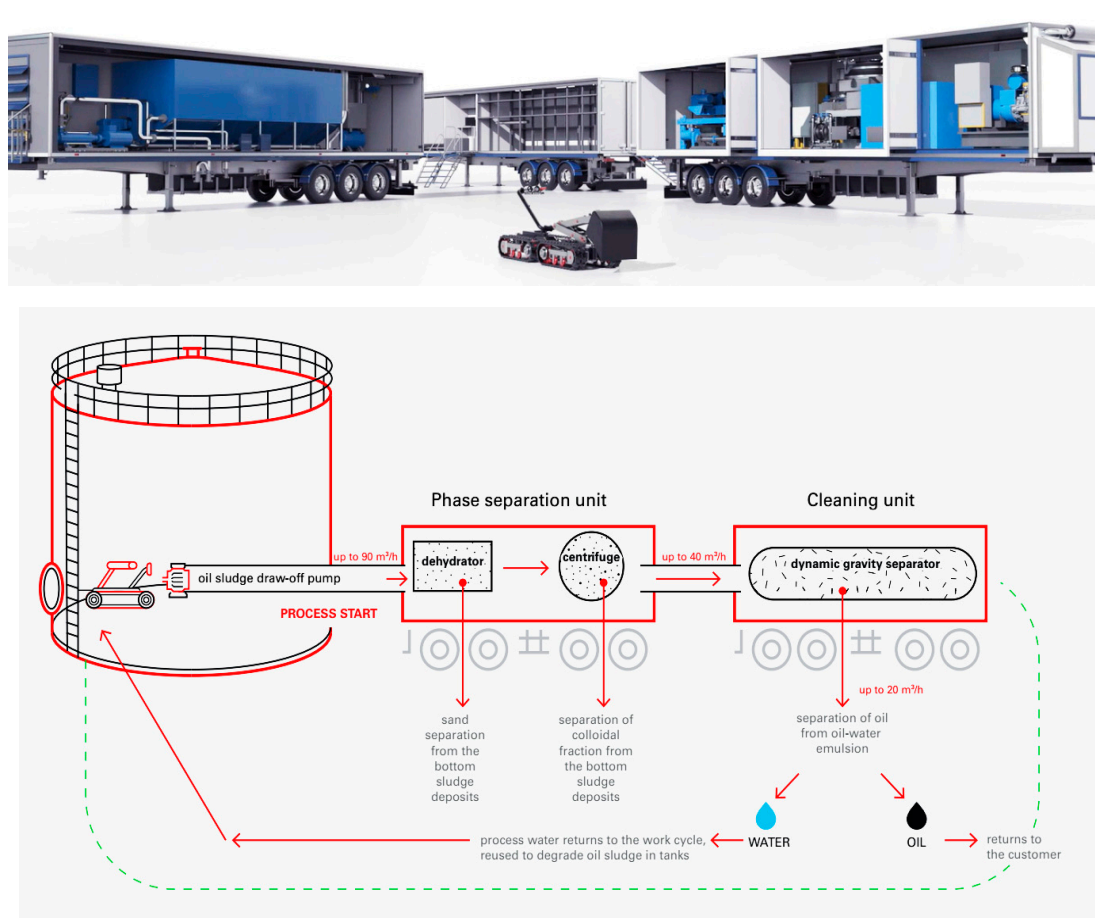 Phase separation unit
Cleaning unit
up to 90 m³/h
dehydrator
centrifuge
up to 40 m³/h
dynamic gravity separator
oil sludge draw-off pump
PROCESS START
up to 20 m³/h
sand
separation
from the
bottom
sludge
deposits
separation of
colloidal
fraction from
the bottom
sludge
deposits
separation of oil
from oil-water
emulsion
process water returns to the work cycle,
reused to degrade oil sludge in tanks
WATER
OIL
returns to
the customer